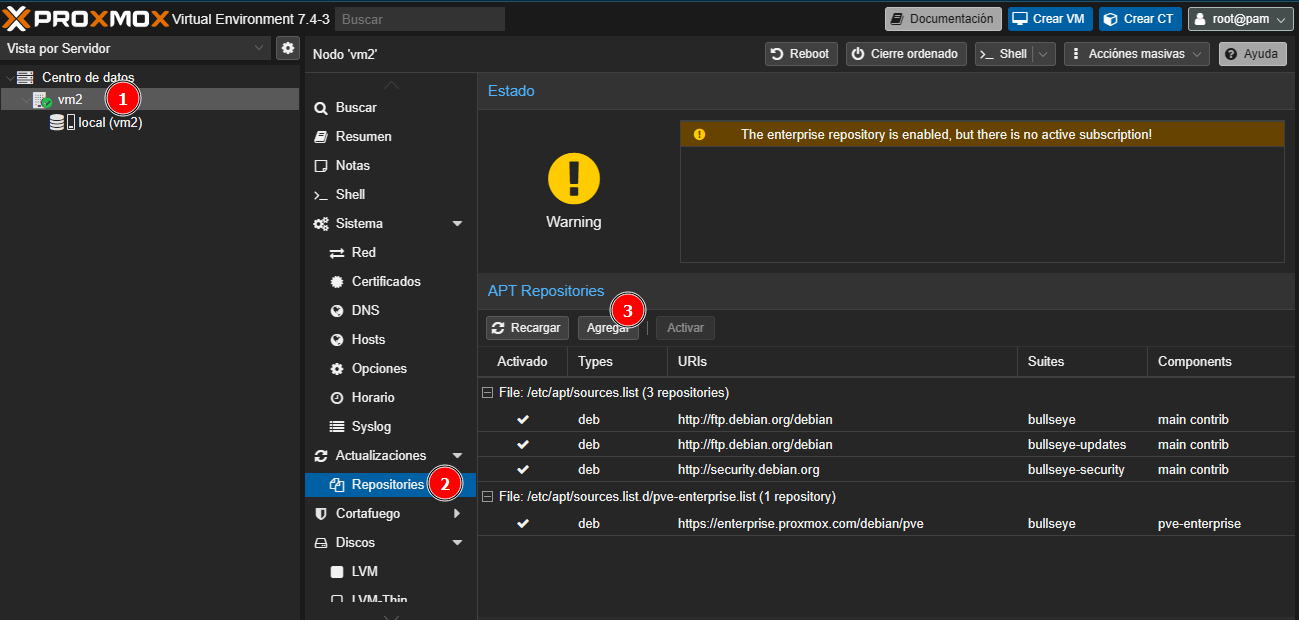 PROXMOX Virtual Environment 7.4-3 Buscar Documentación Crear VM Crear CT root@pam
Vista por Servidor
Nodo 'vm2' Reboot Cierre ordenado Shell Acciónes masivas Ayuda
Centro de datos
vm2 1
local (vm2)
Buscar
Resumen
Notas
Shell
Sistema
Red
Certificados
DNS
Hosts
Opciones
Horario
Syslog
Actualizaciones
Repositories 2
Cortafuego
Discos
LVM
LVM-Thin
Estado
The enterprise repository is enabled, but there is no active subscription!
Warning
APT Repositories
3
Recargar Agregar Activar
Activado Types URIs Suites Components
File: /etc/apt/sources.list (3 repositories)
deb http://ftp.debian.org/debian bullseye main contrib
deb http://ftp.debian.org/debian bullseye-updates main contrib
deb http://security.debian.org bullseye-security main contrib
File: /etc/apt/sources.list.d/pve-enterprise.list (1 repository)
deb https://enterprise.proxmox.com/debian/pve bullseye pve-enterprise